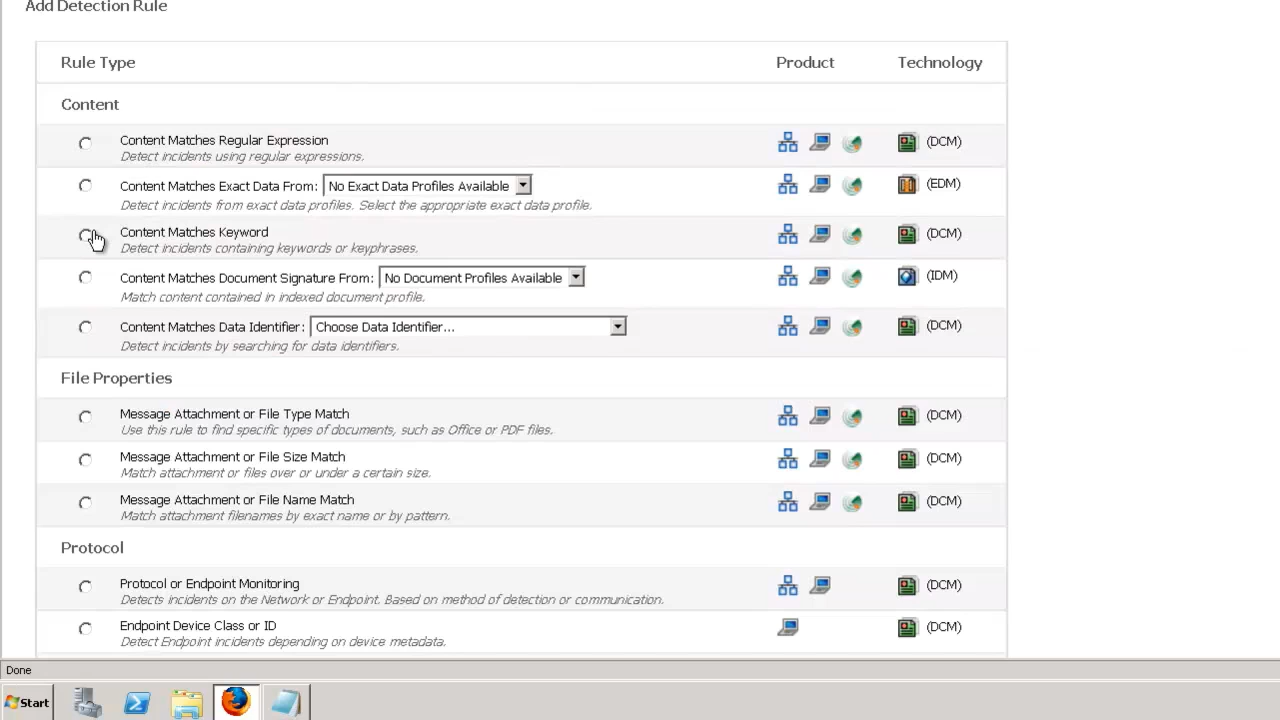 Add Detection Rule
Rule Type Product Technology
Content
Content Matches Regular Expression (DCM)
Detect incidents using regular expressions.
Content Matches Exact Data From: No Exact Data Profiles Available (EDM)
Detect incidents from exact data profiles. Select the appropriate exact data profile.
Content Matches Keyword (DCM)
Detect incidents containing keywords or keyphrases.
Content Matches Document Signature From: No Document Profiles Available (IDM)
Match content contained in indexed document profile.
Content Matches Data Identifier: Choose Data Identifier... (DCM)
Detect incidents by searching for data identifiers.
File Properties
Message Attachment or File Type Match (DCM)
Use this rule to find specific types of documents, such as Office or PDF files.
Message Attachment or File Size Match (DCM)
Match attachment or files over or under a certain size.
Message Attachment or File Name Match (DCM)
Match attachment filenames by exact name or by pattern.
Protocol
Protocol or Endpoint Monitoring (DCM)
Detects incidents on the Network or Endpoint. Based on method of detection or communication.
Endpoint Device Class or ID (DCM)
Detect Endpoint incidents depending on device metadata.
Done
Start